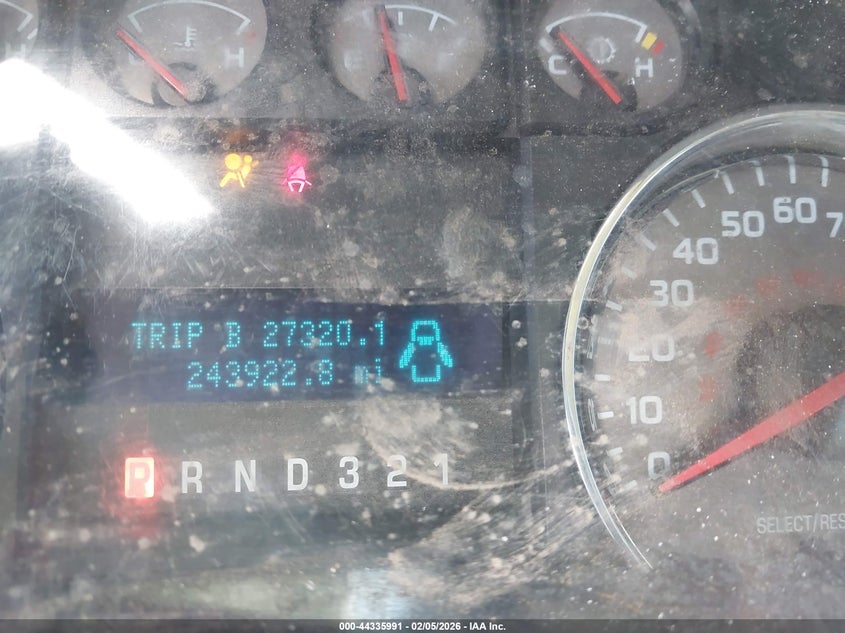 H
H
E F
C H
TRIP B 27320.1
243922.8 mi
P R N D 3 2 1
0
10
20
30
40
50
60
7
SELECT/RES
000-44335991 - 02/05/2026 - IAA Inc.